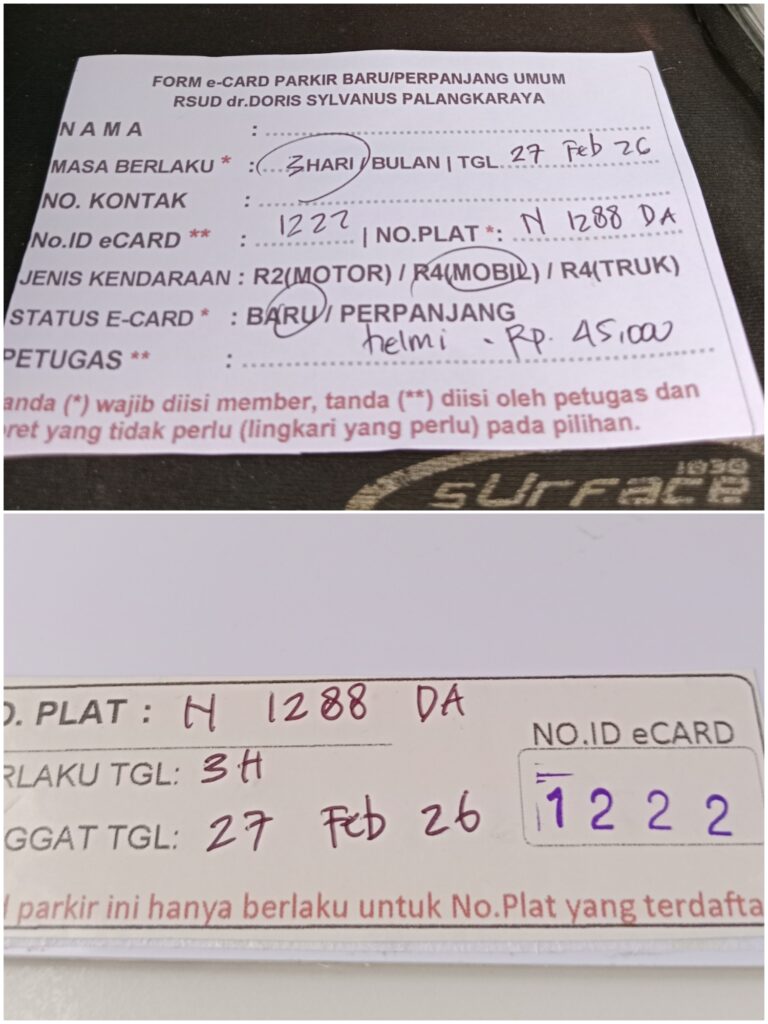 FORM e-CARD PARKIR BARU/PERPANJANG UMUM
RSUD dr.DORIS SYLVANUS PALANGKARAYA
NAMA :
MASA BERLAKU * : 3HARI / BULAN | TGL. 27 Feb 26
NO. KONTAK :
No.ID eCARD ** : 1222 | NO.PLAT *: N 1288 DA
JENIS KENDARAAN : R2(MOTOR) / R4(MOBIL) / R4(TRUK)
STATUS E-CARD * : BARU / PERPANJANG
PETUGAS ** : helmi - Rp. 45,000
anda (*) wajib diisi member, tanda (**) diisi oleh petugas dan
ret yang tidak perlu (lingkari yang perlu) pada pilihan.
1030
surface
O. PLAT : N 1288 DA
NO.ID eCARD
RLAKU TGL: 3H
1222
GGAT TGL: 27 Feb 26
parkir ini hanya berlaku untuk No.Plat yang terdafta